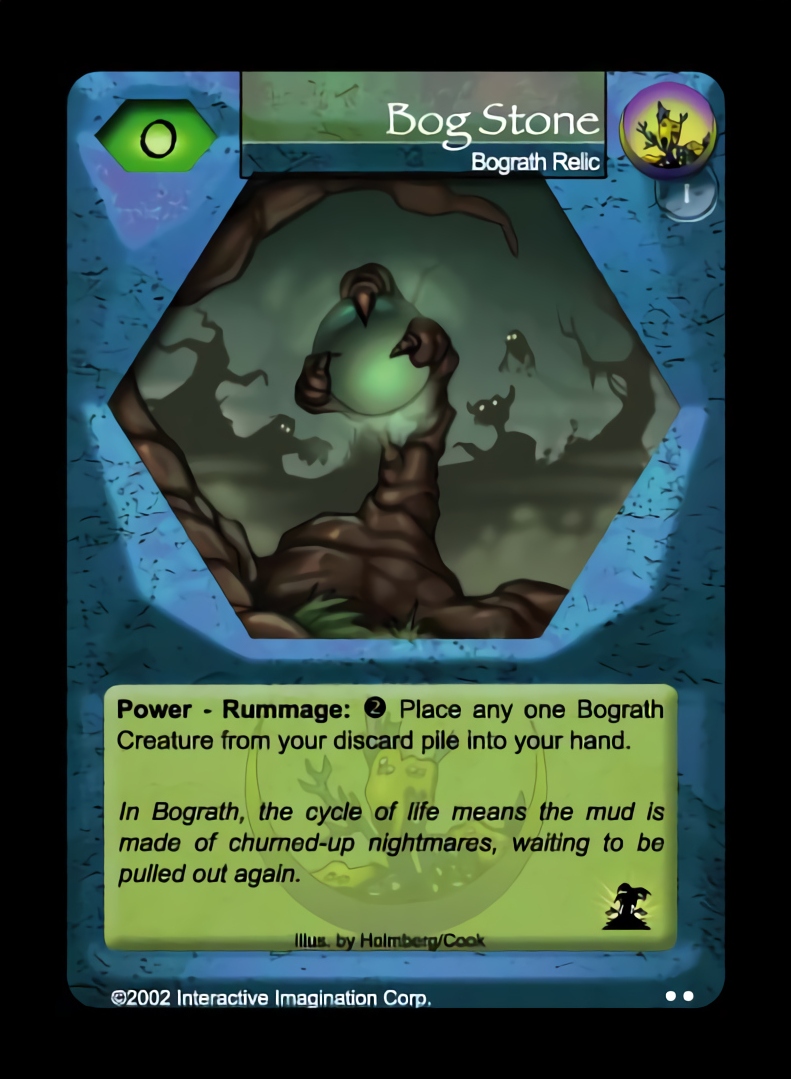 0
Bog Stone
Bograth Relic
I
Power - Rummage: ❷ Place any one Bograth
Creature from your discard pile into your hand.
In Bograth, the cycle of life means the mud is
made of churned-up nightmares, waiting to be
pulled out again.
Illus. by Holmberg/Cook
©2002 Interactive Imagination Corp.